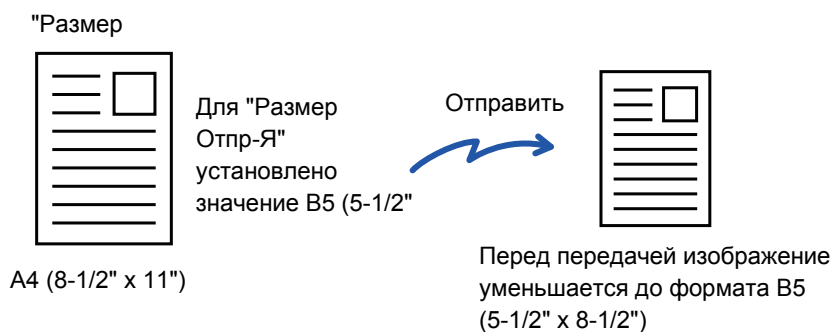 "Размер
Для "Размер
Отпр-Я"
установлено
значение B5 (5-1/2"
Отправить
A4 (8-1/2" x 11")
Перед передачей изображение
уменьшается до формата B5
(5-1/2" x 8-1/2")